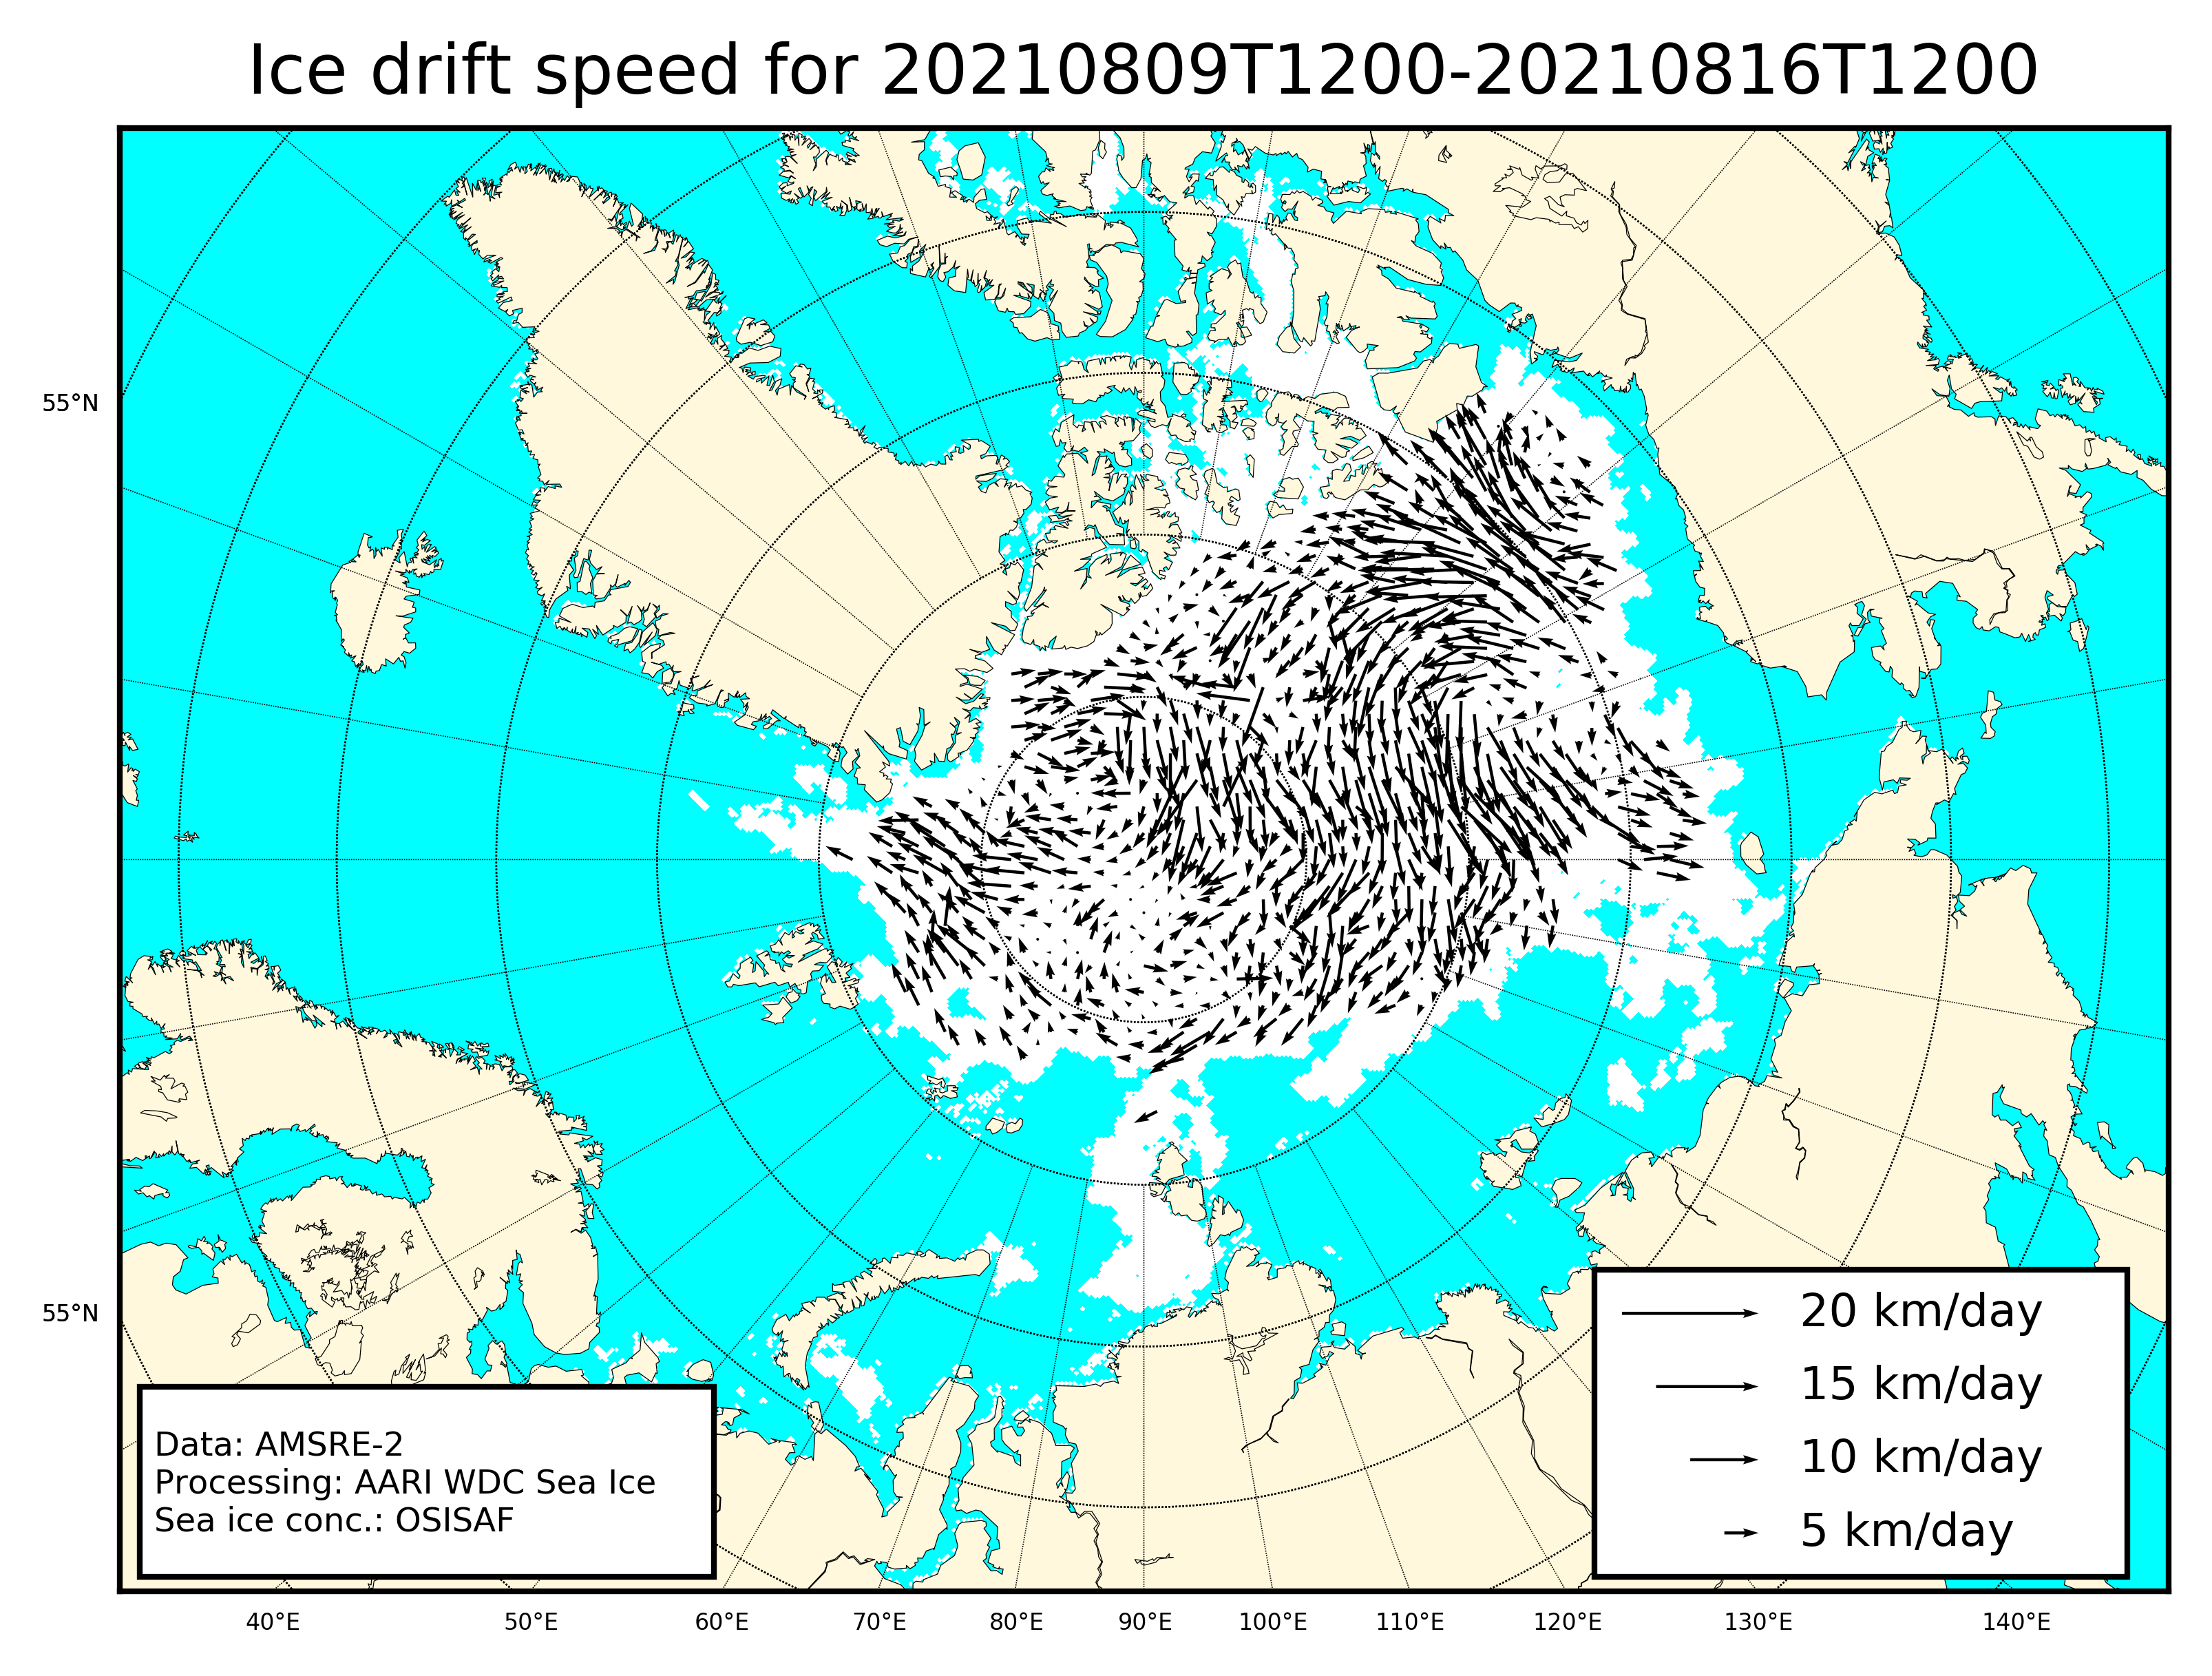 Ice drift speed for 20210809T1200-20210816T1200
55°N
55°N
20 km/day
15 km/day
10 km/day
5 km/day
Data: AMSRE-2
Processing: AARI WDC Sea Ice
Sea ice conc.: OSISAF
40°E 50°E 60°E 70°E 80°E 90°E 100°E 110°E 120°E 130°E 140°E